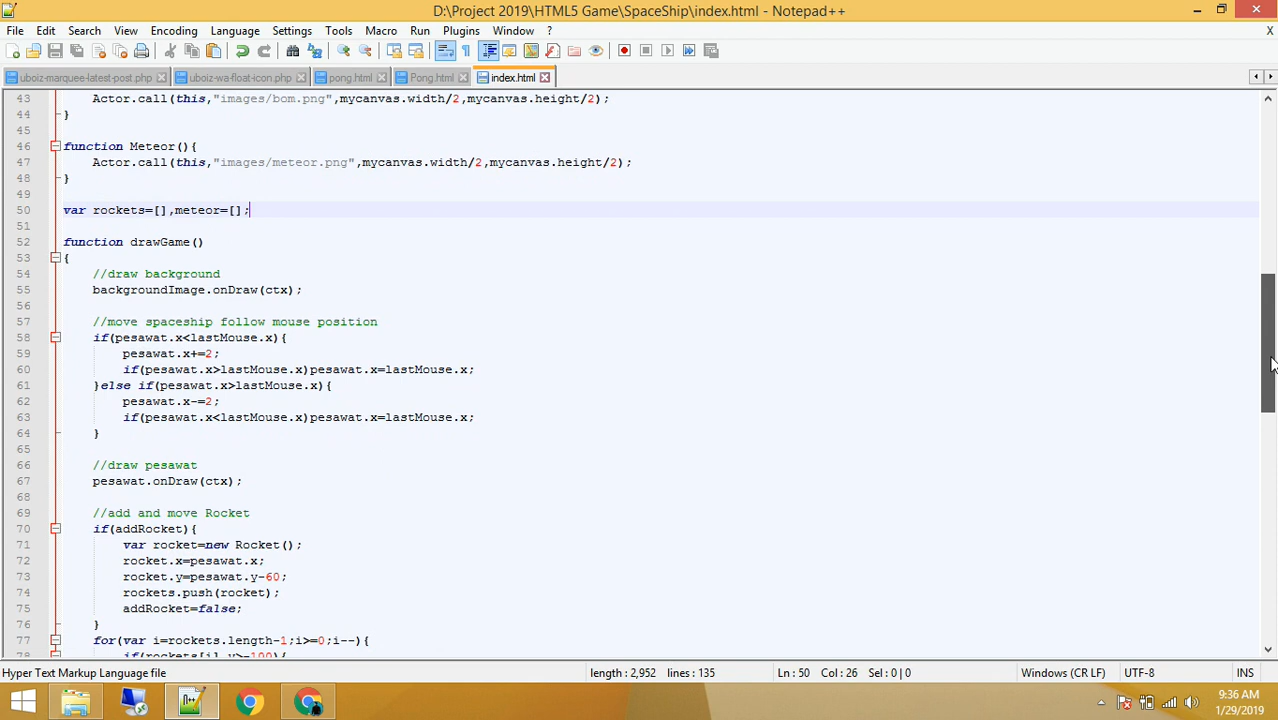 D:\Project 2019\HTML5 Game\SpaceShip\index.html - Notepad++
File Edit Search View Encoding Language Settings Tools Macro Run Plugins Window ? X
uboiz-marquee-latest-post.php uboiz-wa-float-icon.php pong.html Pong.html index.html
43 Actor.call(this,"images/bom.png",mycanvas.width/2,mycanvas.height/2);
44 }
45
46 function Meteor(){
47 Actor.call(this,"images/meteor.png",mycanvas.width/2,mycanvas.height/2);
48 }
49
50 var rockets=[],meteor=[];
51
52 function drawGame()
53 {
54 //draw background
55 backgroundImage.onDraw(ctx);
56
57 //move spaceship follow mouse position
58 if(pesawat.x<lastMouse.x){
59 pesawat.x+=2;
60 if(pesawat.x>lastMouse.x)pesawat.x=lastMouse.x;
61 }else if(pesawat.x>lastMouse.x){
62 pesawat.x-=2;
63 if(pesawat.x<lastMouse.x)pesawat.x=lastMouse.x;
64 }
65
66 //draw pesawat
67 pesawat.onDraw(ctx);
68
69 //add and move Rocket
70 if(addRocket){
71 var rocket=new Rocket();
72 rocket.x=pesawat.x;
73 rocket.y=pesawat.y-60;
74 rockets.push(rocket);
75 addRocket=false;
76 }
77 for(var i=rockets.length-1;i>=0;i--){
78 if(rockets[i].y>-100){
Hyper Text Markup Language file length : 2,952 lines : 135 Ln : 50 Col : 26 Sel : 0 | 0 Windows (CR LF) UTF-8 INS
9:36 AM
1/29/2019